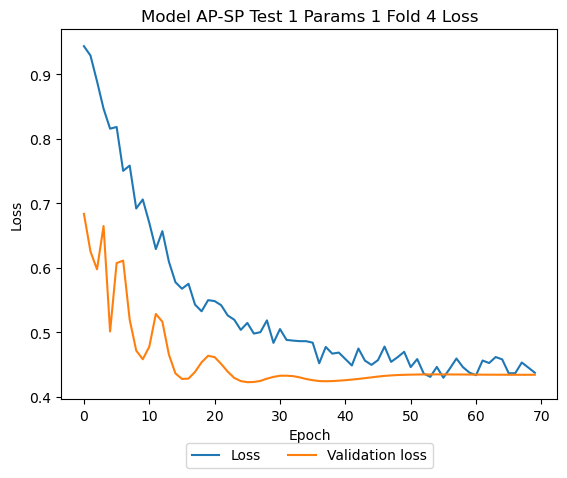 Model AP-SP Test 1 Params 1 Fold 4 Loss
0.9
0.8
0.7
0.6
0.5
0.4
Loss
0 10 20 30 40 50 60 70
Epoch
Loss Validation loss